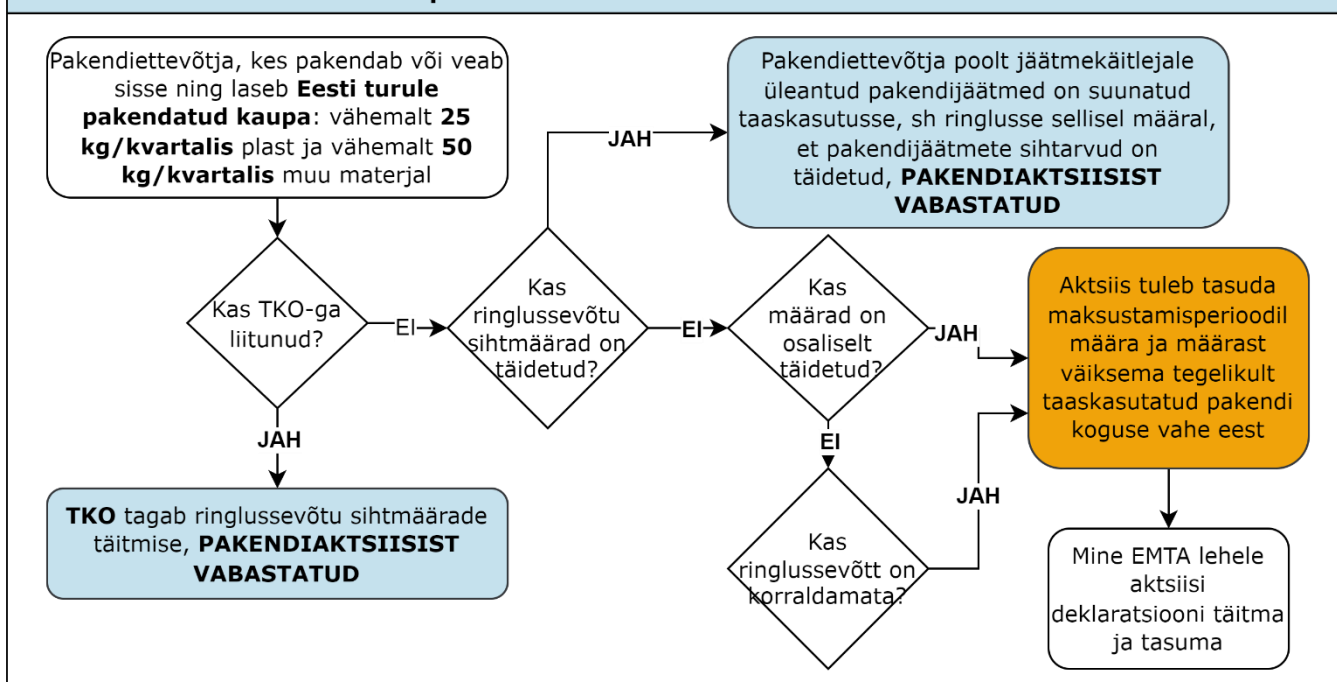 Pakendiettevõtja, kes pakendab või veab
sisse ning laseb Eesti turule
pakendatud kaupa: vähemalt 25
kg/kvartalis plast ja vähemalt 50
kg/kvartalis muu materjal
JAH
Pakendiettevõtja poolt jäätmekäitlejale
üleantud pakendijäätmed on suunatud
taaskasutusse, sh ringlusse sellisel määral,
et pakendijäätmete sihtarvud on
täidetud, PAKENDIAKTSIISIST
VABASTATUD
Kas TKO-ga
liitunud?
EI
Kas
ringlussevõtu
sihtmäärad on
täidetud?
EI
Kas
määrad on
osaliselt
täidetud?
JAH
Aktsiis tuleb tasuda
maksustamisperioodil
määra ja määrast
väiksema tegelikult
taaskasutatud pakendi
koguse vahe eest
JAH
TKO tagab ringlussevõtu sihtmäärade
täitmise, PAKENDIAKTSIISIST
VABASTATUD
EI
Kas
ringlussevõtt on
korraldamata?
JAH
Mine EMTA lehele
aktsiisi
deklaratsiooni täitma
ja tasuma